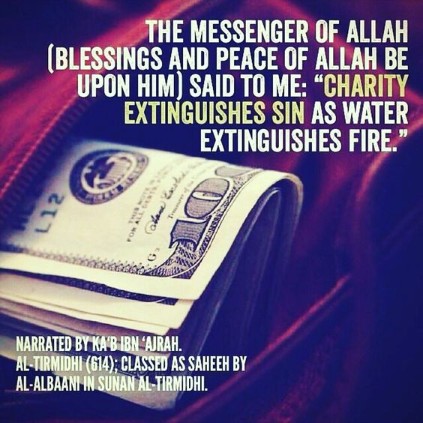 THE MESSENGER OF ALLAH
(BLESSINGS AND PEACE OF ALLAH BE
UPON HIM) SAID TO ME: “CHARITY
EXTINGUISHES SIN AS WATER
EXTINGUISHES FIRE.”
L12
100
NARRATED BY KA'B IBN ‘AJRAH.
AL-TIRMIDHI (614); CLASSED AS SAHEEH BY
AL-ALBAANI IN SUNAN AL-TIRMIDHI.